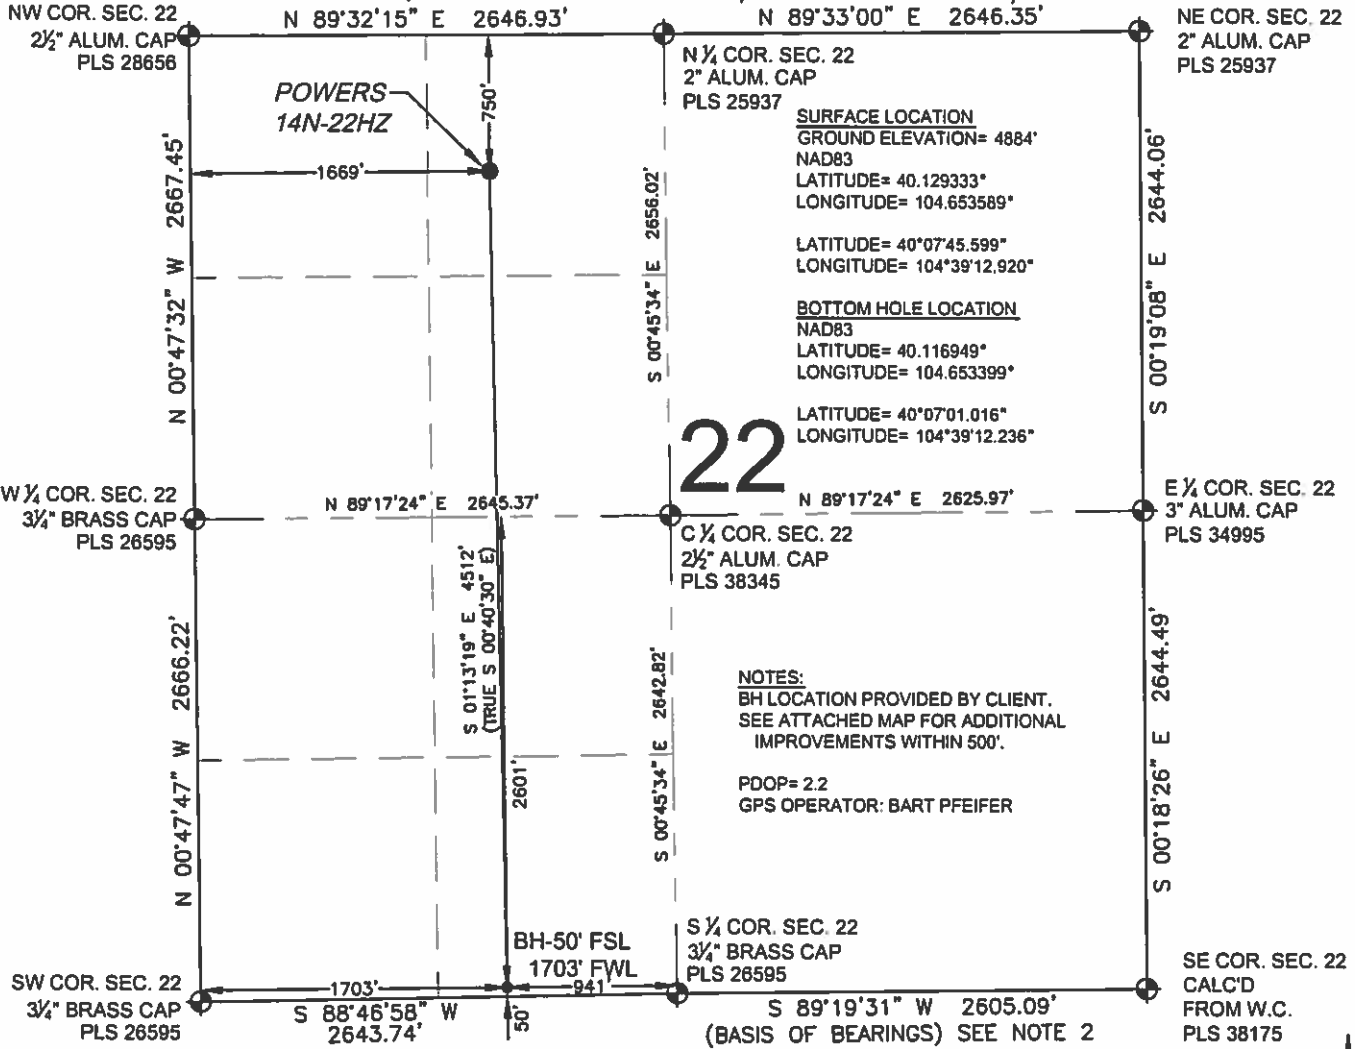 NW COR. SEC. 22
2½" ALUM. CAP
PLS 28656
N 89°32'15" E 2646.93'
N 89°33'00" E 2646.35'
NE COR. SEC. 22
2" ALUM. CAP
PLS 25937
N ¼ COR. SEC. 22
2" ALUM. CAP
PLS 25937
POWERS
14N-22HZ
750'
1669'
N 00°47'32" W 2667.45'
S 00°45'34" E 2656.02'
S 00°19'08" E 2644.06'
SURFACE LOCATION
GROUND ELEVATION= 4884'
NAD83
LATITUDE= 40.129333°
LONGITUDE= 104.653589°
LATITUDE= 40°07'45.599"
LONGITUDE= 104°39'12.920"
BOTTOM HOLE LOCATION
NAD83
LATITUDE= 40.116949°
LONGITUDE= 104.653399°
LATITUDE= 40°07'01.016"
LONGITUDE= 104°39'12.236"
22
W ¼ COR. SEC. 22
3¼" BRASS CAP
PLS 26595
N 89°17'24" E 2645.37'
N 89°17'24" E 2625.97'
E ¼ COR. SEC. 22
3" ALUM. CAP
PLS 34995
C ¼ COR. SEC. 22
2½" ALUM. CAP
PLS 38345
S 01°13'19" E 4512'
(TRUE S 00°40'30" E)
2601'
N 00°47'47" W 2666.22'
S 00°45'34" E 2642.82'
S 00°18'26" E 2644.49'
NOTES:
BH LOCATION PROVIDED BY CLIENT.
SEE ATTACHED MAP FOR ADDITIONAL
IMPROVEMENTS WITHIN 500'.
PDOP= 2.2
GPS OPERATOR: BART PFEIFER
BH-50' FSL
1703' FWL
S ¼ COR. SEC. 22
3¼" BRASS CAP
PLS 26595
SW COR. SEC. 22
3¼" BRASS CAP
PLS 26595
1703'
941'
50'
S 88°46'58" W
2643.74'
S 89°19'31" W 2605.09'
(BASIS OF BEARINGS) SEE NOTE 2
SE COR. SEC. 22
CALC'D
FROM W.C.
PLS 38175